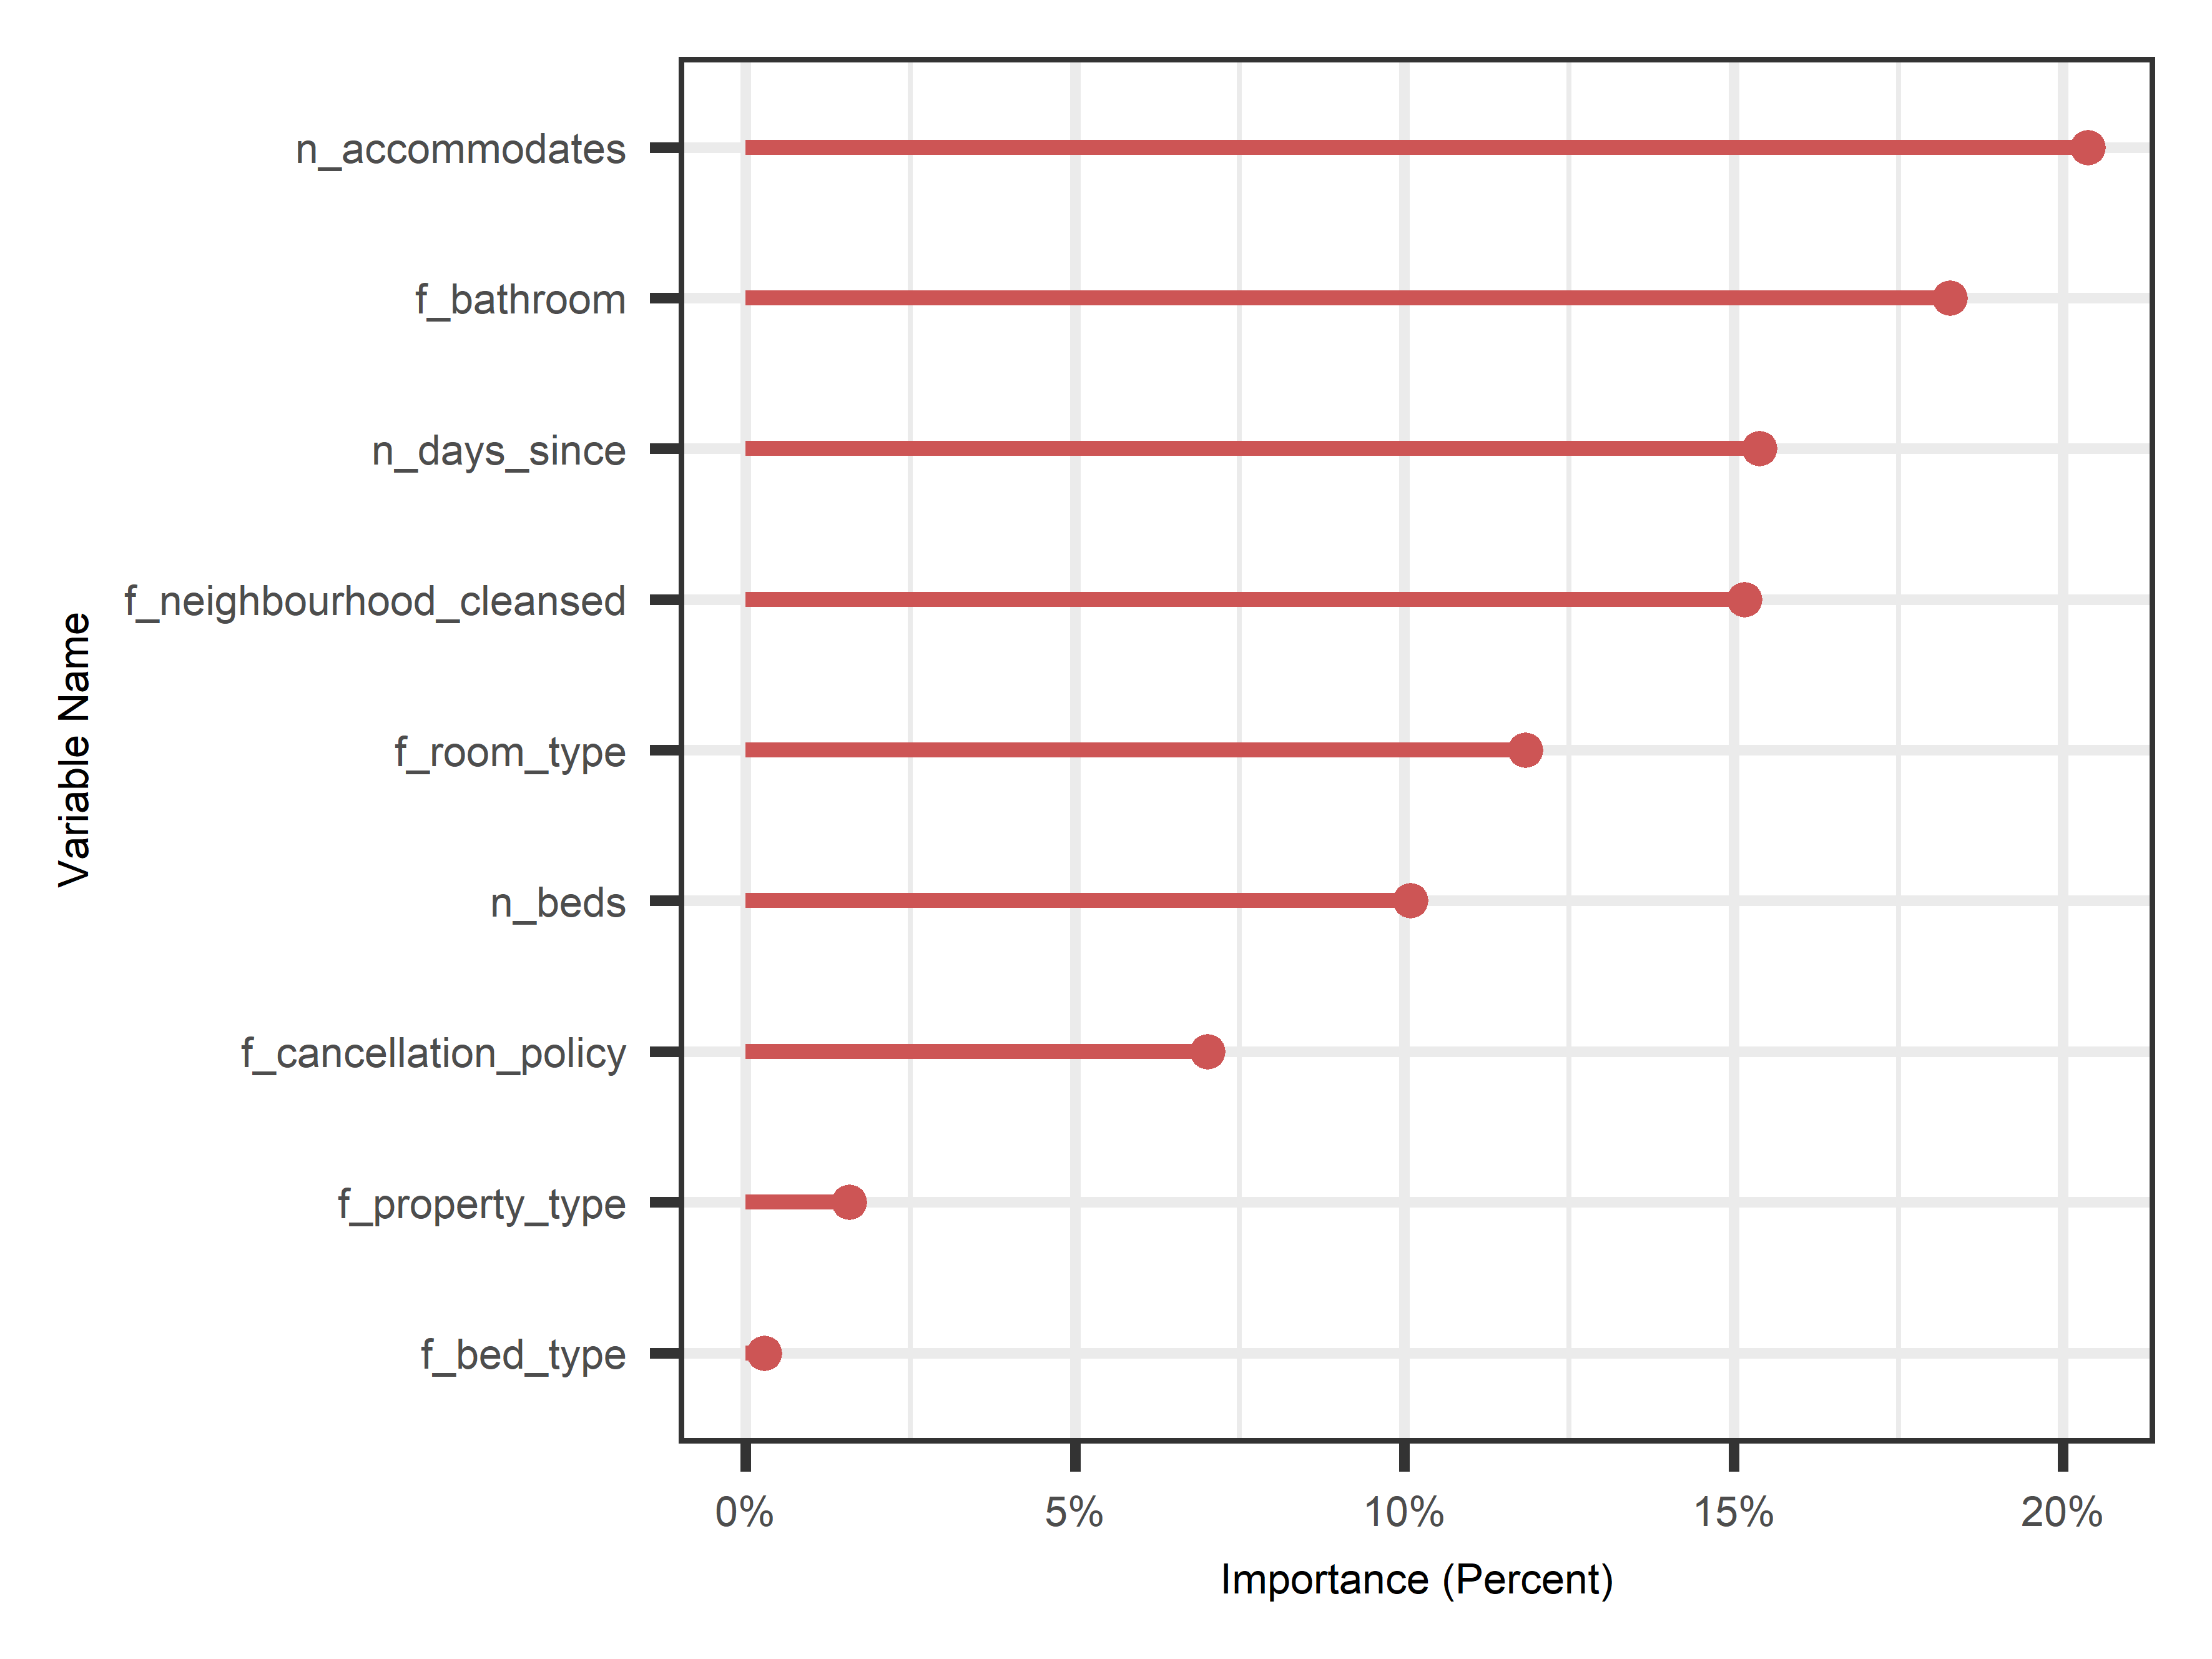 n_accommodates
f_bathroom
n_days_since
f_neighbourhood_cleansed
f_room_type
n_beds
f_cancellation_policy
f_property_type
f_bed_type
Variable Name
0% 5% 10% 15% 20%
Importance (Percent)